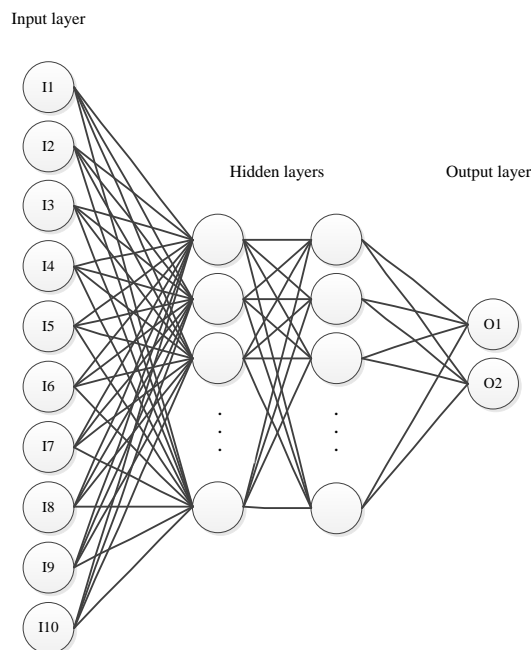 Input layer
I1
I2
Hidden layers
Output layer
I3
I4
I5
O1
I6
O2
I7
I8
I9
I10